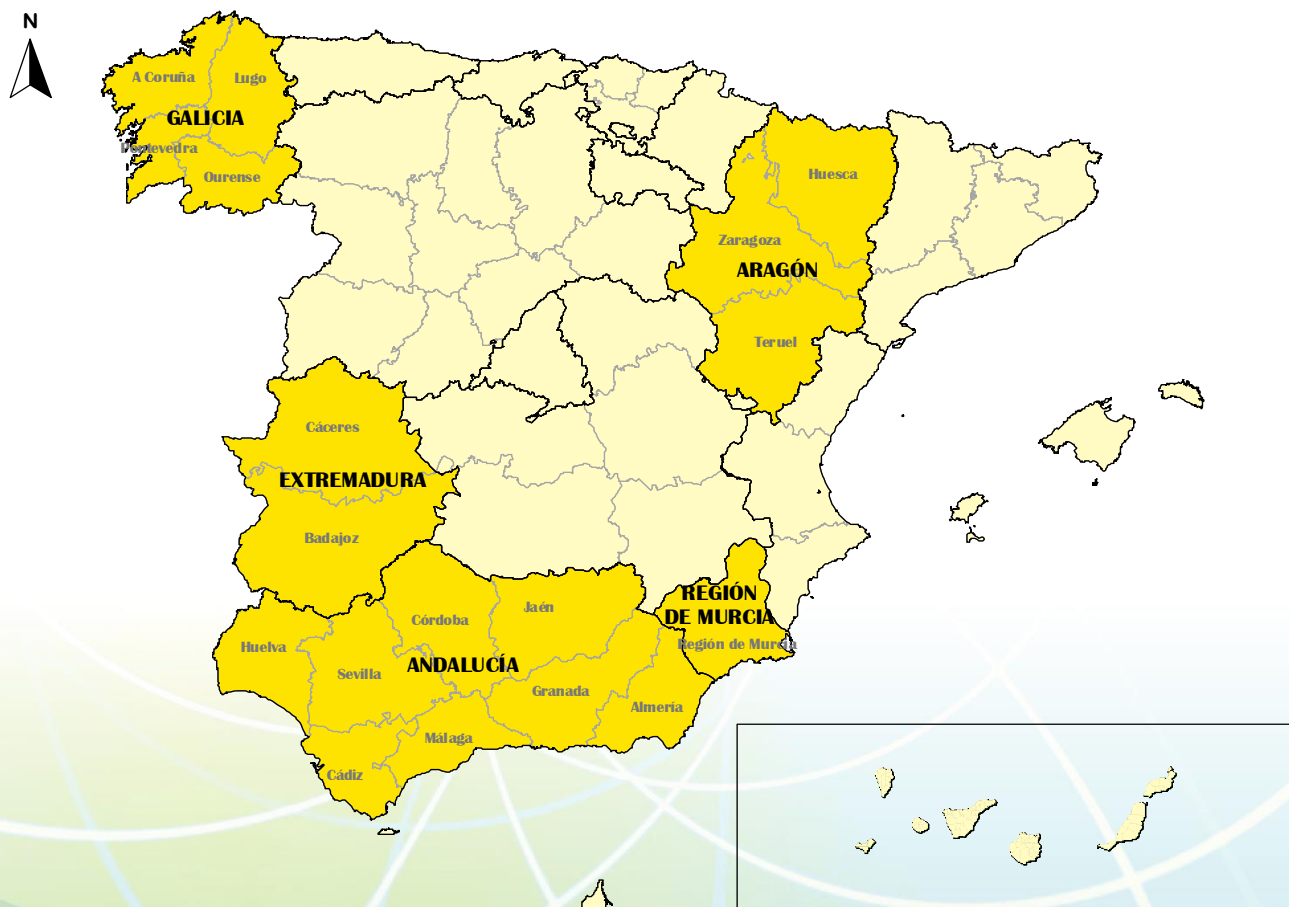 N
A Coruña
Lugo
GALICIA
Pontevedra
Ourense
Huesca
Zaragoza
ARAGÓN
Teruel
Cáceres
EXTREMADURA
Badajoz
REGIÓN
DE MURCIA
Región de Murcia
Jaén
Córdoba
Huelva
Sevilla
ANDALUCÍA
Granada
Almería
Málaga
Cádiz